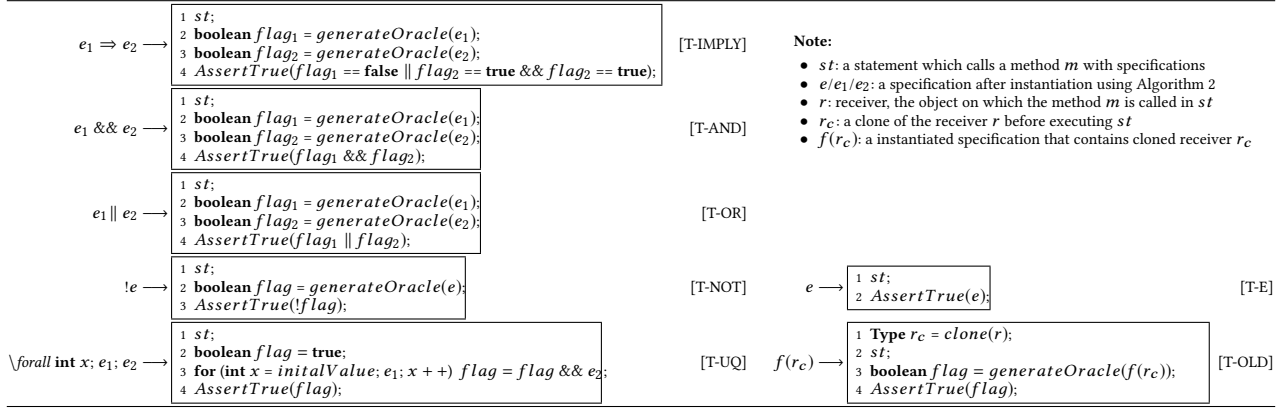 e₁ ⇒ e₂ ⟶
1 st;
2 boolean flag₁ = generateOracle(e₁);
3 boolean flag₂ = generateOracle(e₂);
4 AssertTrue(flag₁ == false || flag₂ == true && flag₂ == true);
[T-IMPLY]
Note:
• st: a statement which calls a method m with specifications
• e/e₁/e₂: a specification after instantiation using Algorithm 2
• r: receiver, the object on which the method m is called in st
• r_c: a clone of the receiver r before executing st
• f(r_c): a instantiated specification that contains cloned receiver r_c
e₁ && e₂ ⟶
1 st;
2 boolean flag₁ = generateOracle(e₁);
3 boolean flag₂ = generateOracle(e₂);
4 AssertTrue(flag₁ && flag₂);
[T-AND]
e₁ || e₂ ⟶
1 st;
2 boolean flag₁ = generateOracle(e₁);
3 boolean flag₂ = generateOracle(e₂);
4 AssertTrue(flag₁ || flag₂);
[T-OR]
!e ⟶
1 st;
2 boolean flag = generateOracle(e);
3 AssertTrue(!flag);
[T-NOT]
e ⟶
1 st;
2 AssertTrue(e);
[T-E]
\forall int x; e₁; e₂ ⟶
1 st;
2 boolean flag = true;
3 for (int x = initalValue; e₁; x ++) flag = flag && e₂;
4 AssertTrue(flag);
[T-UQ]
f(r_c) ⟶
1 Type r_c = clone(r);
2 st;
3 boolean flag = generateOracle(f(r_c));
4 AssertTrue(flag);
[T-OLD]